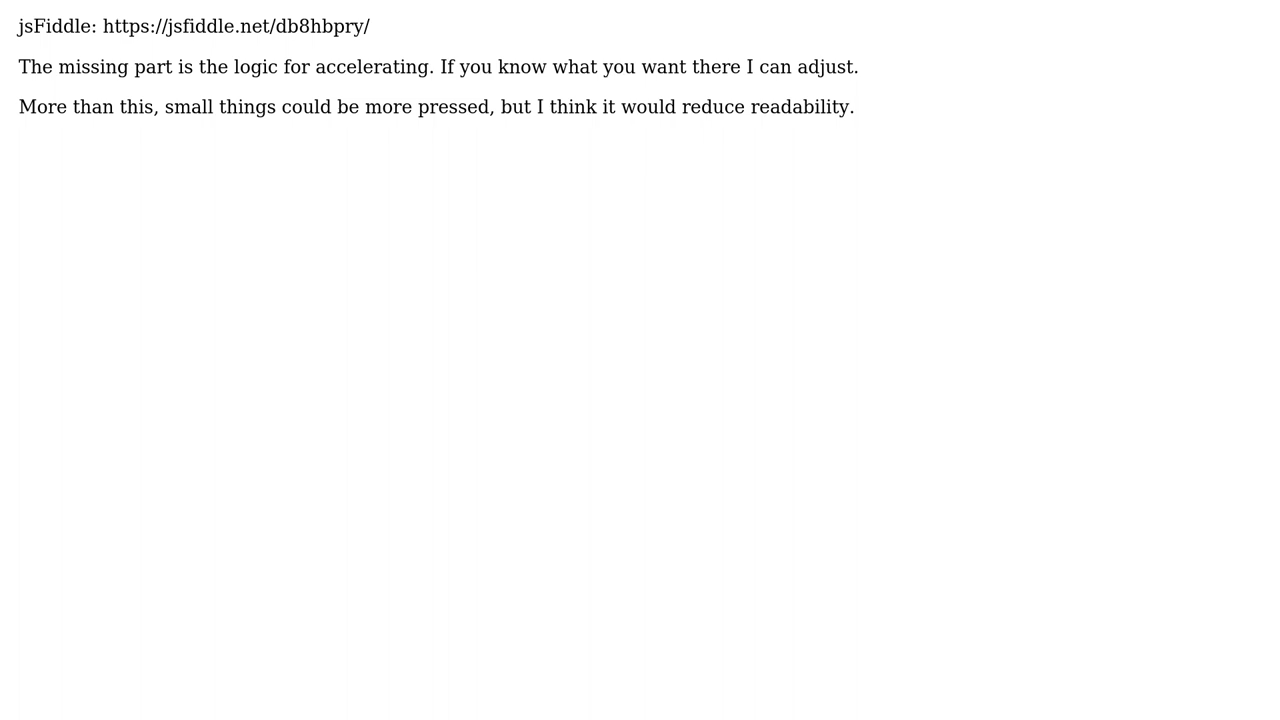 jsFiddle: https://jsfiddle.net/db8hbpry/
The missing part is the logic for accelerating. If you know what you want there I can adjust.
More than this, small things could be more pressed, but I think it would reduce readability.